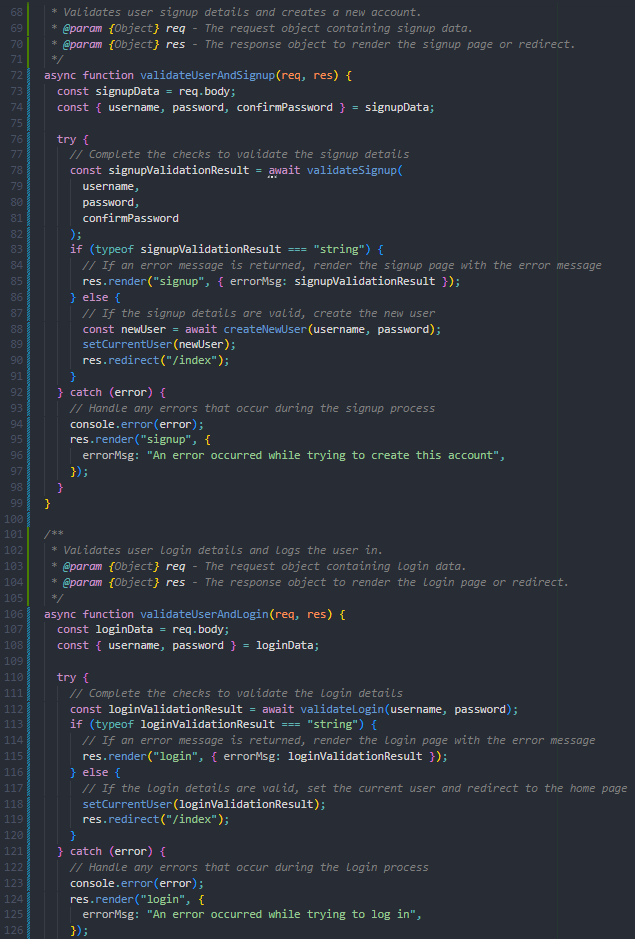 68 * Validates user signup details and creates a new account.
69 * @param {Object} req - The request object containing signup data.
70 * @param {Object} res - The response object to render the signup page or redirect.
71 */
72 async function validateUserAndSignup(req, res) {
73 const signupData = req.body;
74 const { username, password, confirmPassword } = signupData;
75
76 try {
77 // Complete the checks to validate the signup details
78 const signupValidationResult = await validateSignup(
79 username,
80 password,
81 confirmPassword
82 );
83 if (typeof signupValidationResult === "string") {
84 // If an error message is returned, render the signup page with the error message
85 res.render("signup", { errorMsg: signupValidationResult });
86 } else {
87 // If the signup details are valid, create the new user
88 const newUser = await createNewUser(username, password);
89 setCurrentUser(newUser);
90 res.redirect("/index");
91 }
92 } catch (error) {
93 // Handle any errors that occur during the signup process
94 console.error(error);
95 res.render("signup", {
96 errorMsg: "An error occurred while trying to create this account",
97 });
98 }
99 }
100
101 /**
102 * Validates user login details and logs the user in.
103 * @param {Object} req - The request object containing login data.
104 * @param {Object} res - The response object to render the login page or redirect.
105 */
106 async function validateUserAndLogin(req, res) {
107 const loginData = req.body;
108 const { username, password } = loginData;
109
110 try {
111 // Complete the checks to validate the login details
112 const loginValidationResult = await validateLogin(username, password);
113 if (typeof loginValidationResult === "string") {
114 // If an error message is returned, render the login page with the error message
115 res.render("login", { errorMsg: loginValidationResult });
116 } else {
117 // If the login details are valid, set the current user and redirect to the home page
118 setCurrentUser(loginValidationResult);
119 res.redirect("/index");
120 }
121 } catch (error) {
122 // Handle any errors that occur during the login process
123 console.error(error);
124 res.render("login", {
125 errorMsg: "An error occurred while trying to log in",
126 });